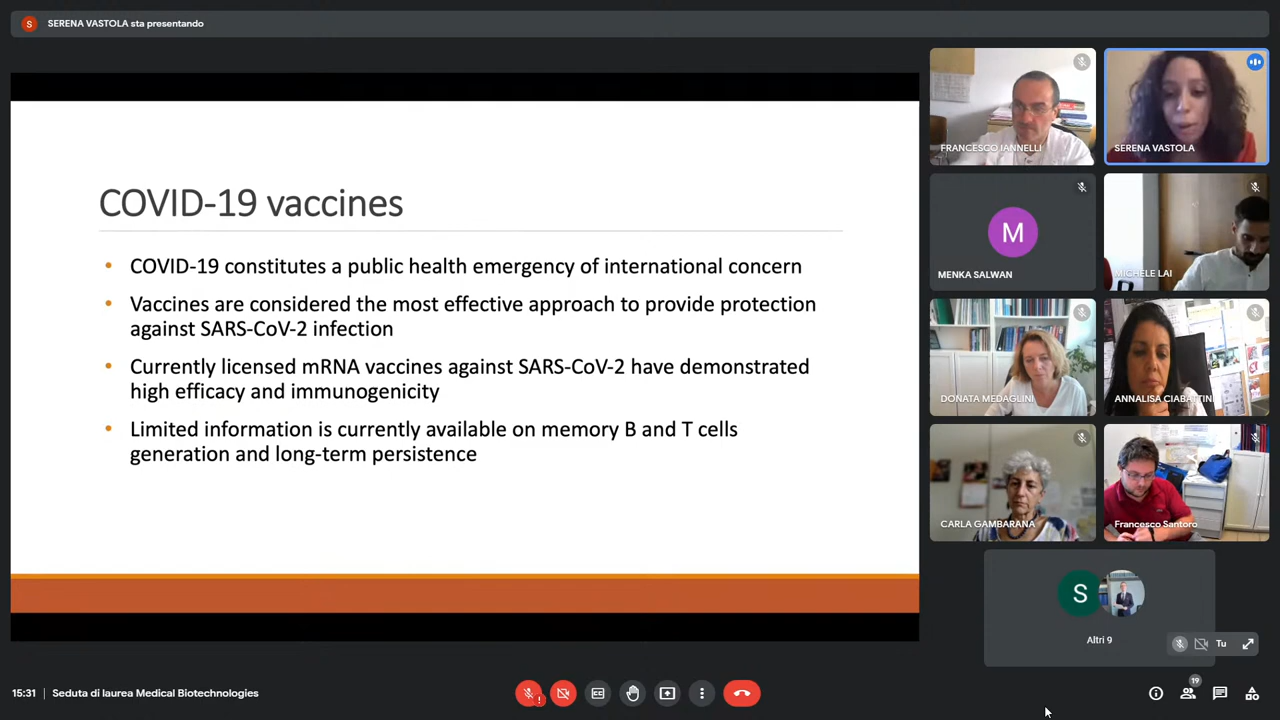 S SERENA VASTOLA sta presentando
COVID-19 vaccines
• COVID-19 constitutes a public health emergency of international concern
• Vaccines are considered the most effective approach to provide protection
against SARS-CoV-2 infection
• Currently licensed mRNA vaccines against SARS-CoV-2 have demonstrated
high efficacy and immunogenicity
• Limited information is currently available on memory B and T cells
generation and long-term persistence
FRANCESCO IANNELLI
SERENA VASTOLA
M
MENKA SALWAN
MICHELE LAI
DONATA MEDAGLINI
ANNALISA CIABATTINI
CARLA GAMBARANA
Francesco Santoro
S
Altri 9
Tu
15:31 | Seduta di laurea Medical Biotechnologies
19